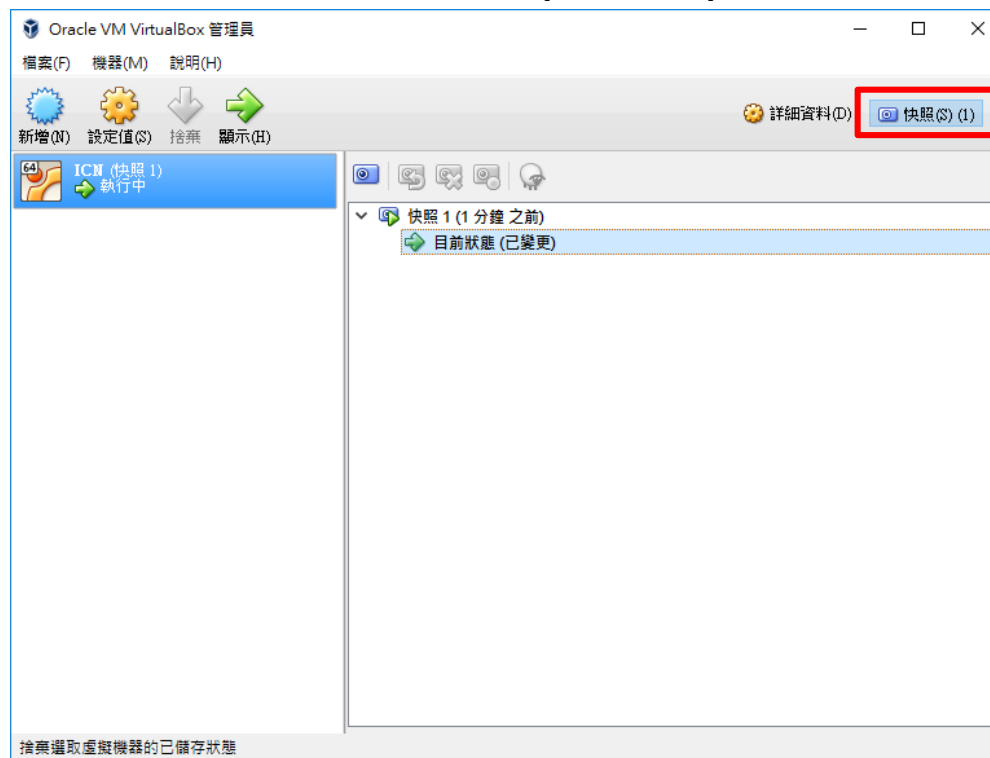 Oracle VM VirtualBox 管理員
檔案(F) 機器(M) 說明(H)
新增(N) 設定值(S) 捨棄 顯示(H)
詳細資料(D) 快照(S) (1)
64 ICN (快照 1)
執行中
快照 1 (1 分鐘 之前)
目前狀態 (已變更)
捨棄選取虛擬機器的已儲存狀態